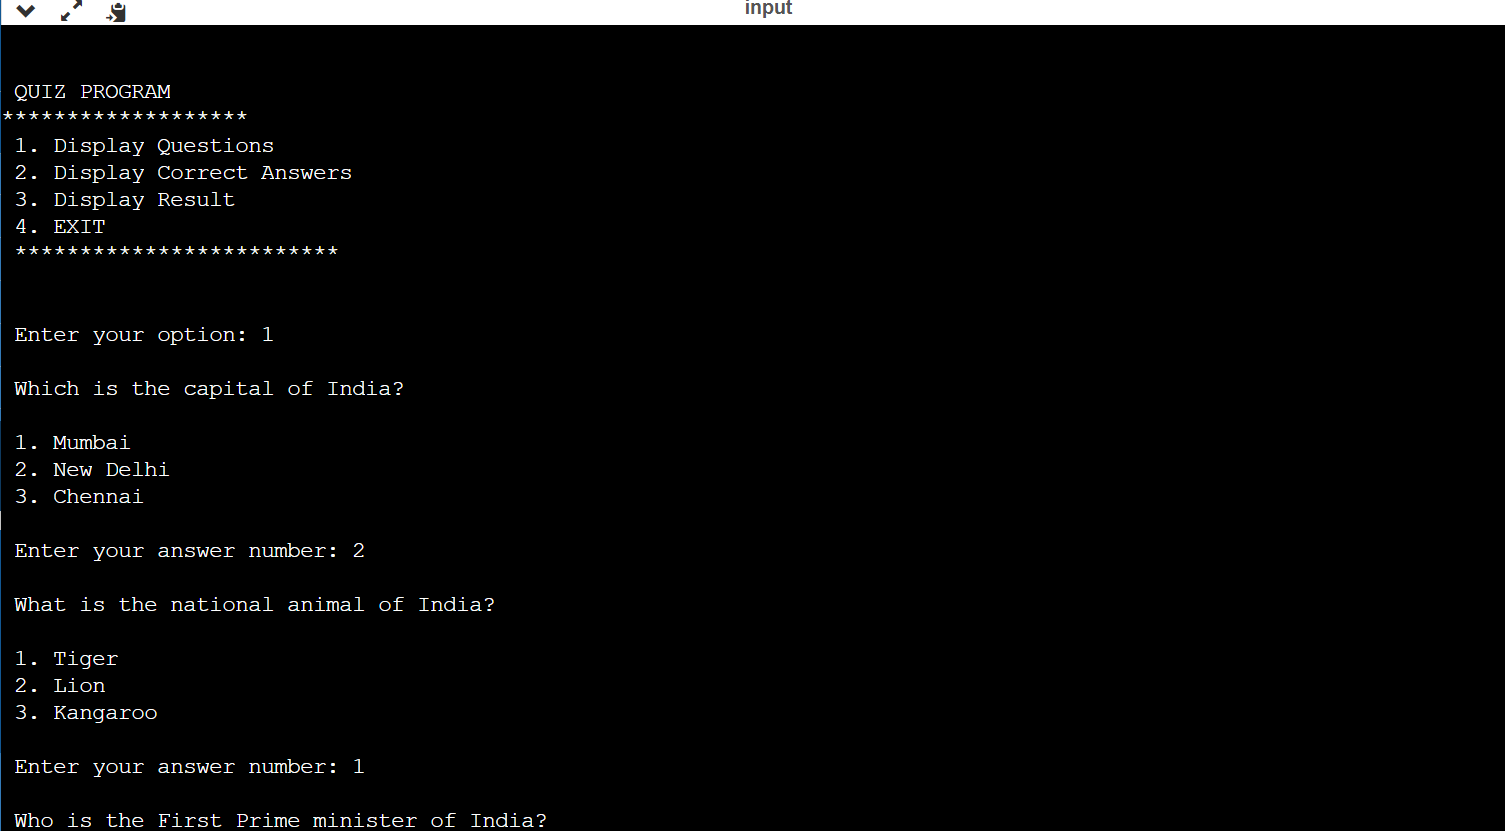 input
QUIZ PROGRAM
*******************
1. Display Questions
2. Display Correct Answers
3. Display Result
4. EXIT
*************************
Enter your option: 1
Which is the capital of India?
1. Mumbai
2. New Delhi
3. Chennai
Enter your answer number: 2
What is the national animal of India?
1. Tiger
2. Lion
3. Kangaroo
Enter your answer number: 1
Who is the First Prime minister of India?